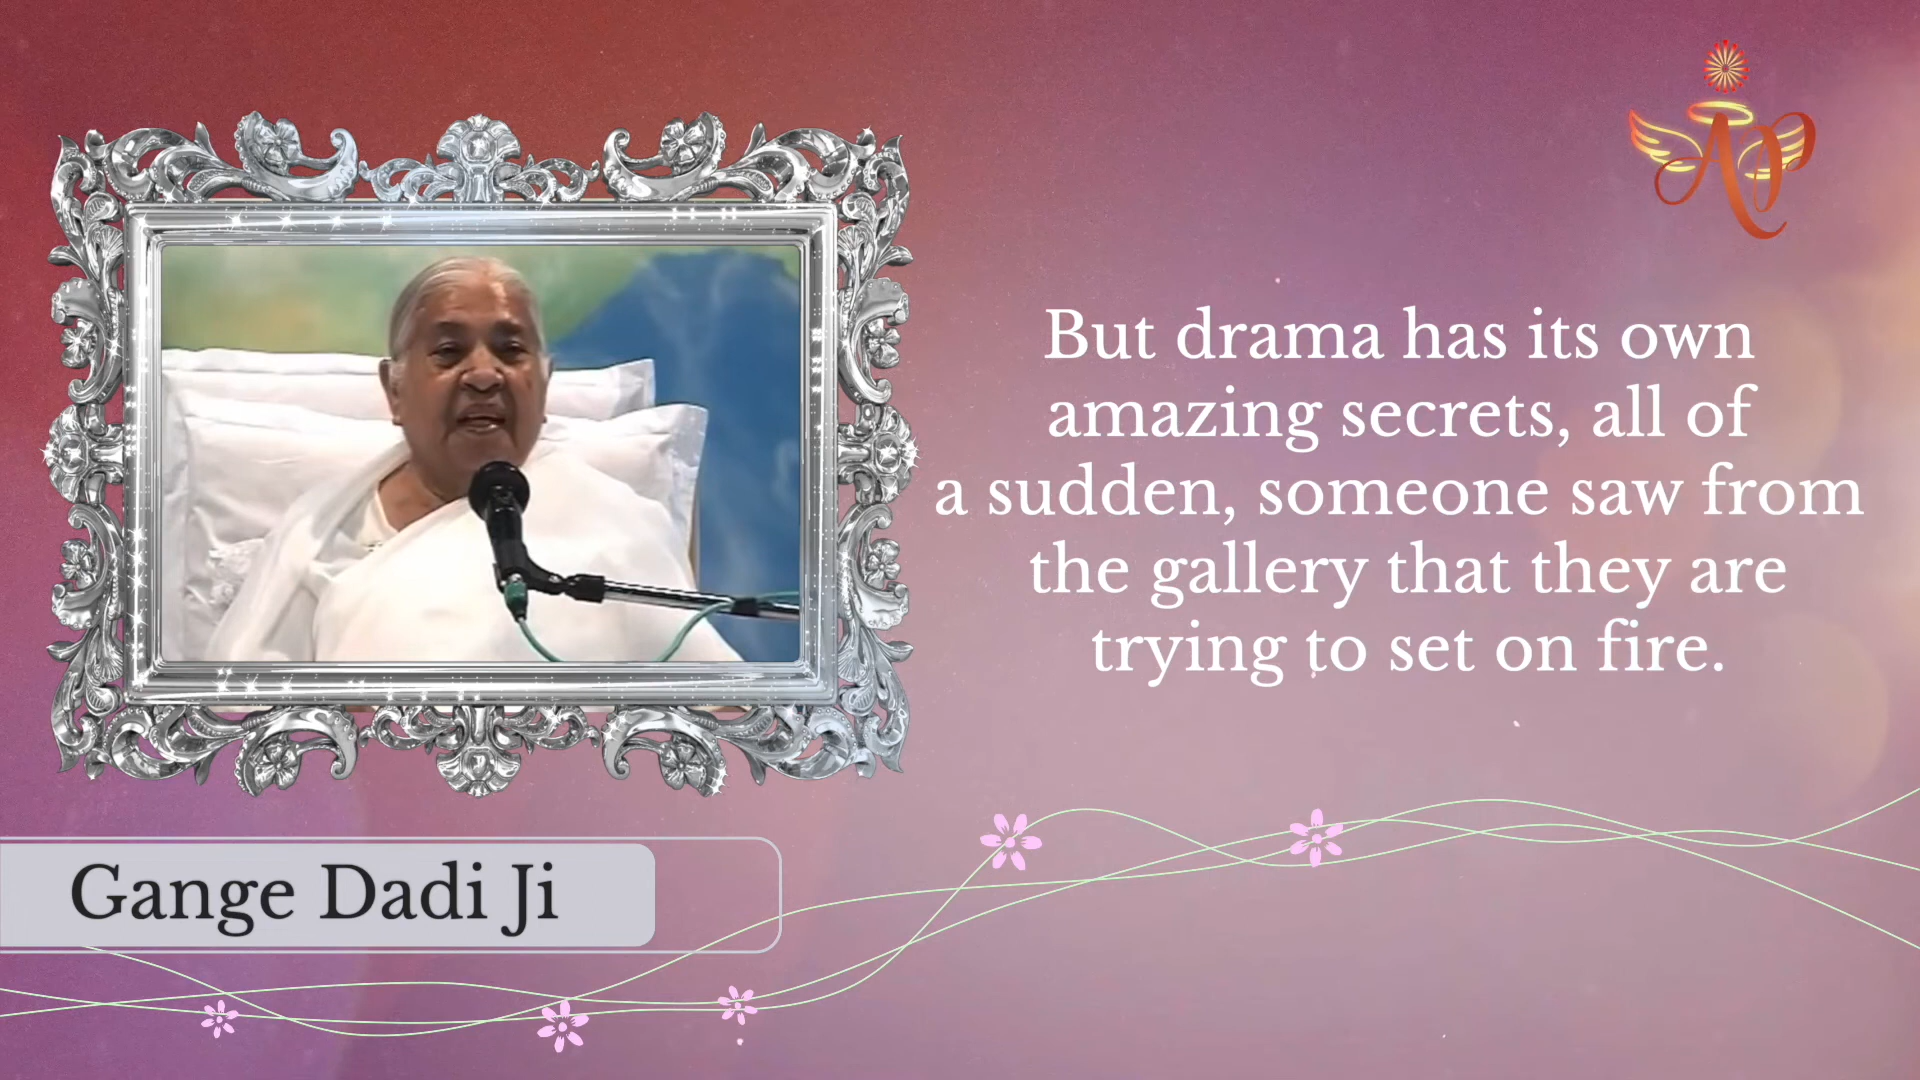 AP
But drama has its own
amazing secrets, all of
a sudden, someone saw from
the gallery that they are
trying to set on fire.
Gange Dadi Ji